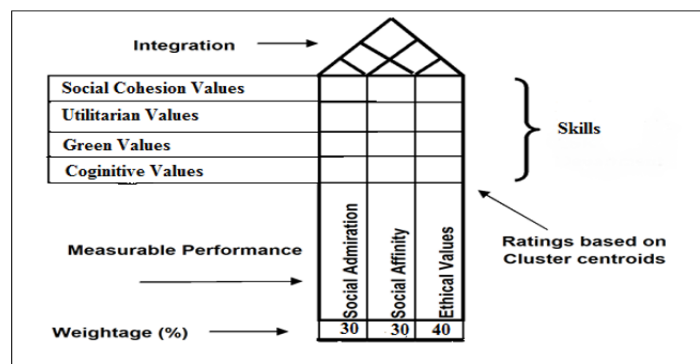 Integration
Social Cohesion Values
Utilitarian Values
Green Values
Coginitive Values
Skills
Ratings based on
Cluster centroids
Measurable Performance
Social Admiration
Social Affinity
Ethical Values
Weightage (%)
30
30
40